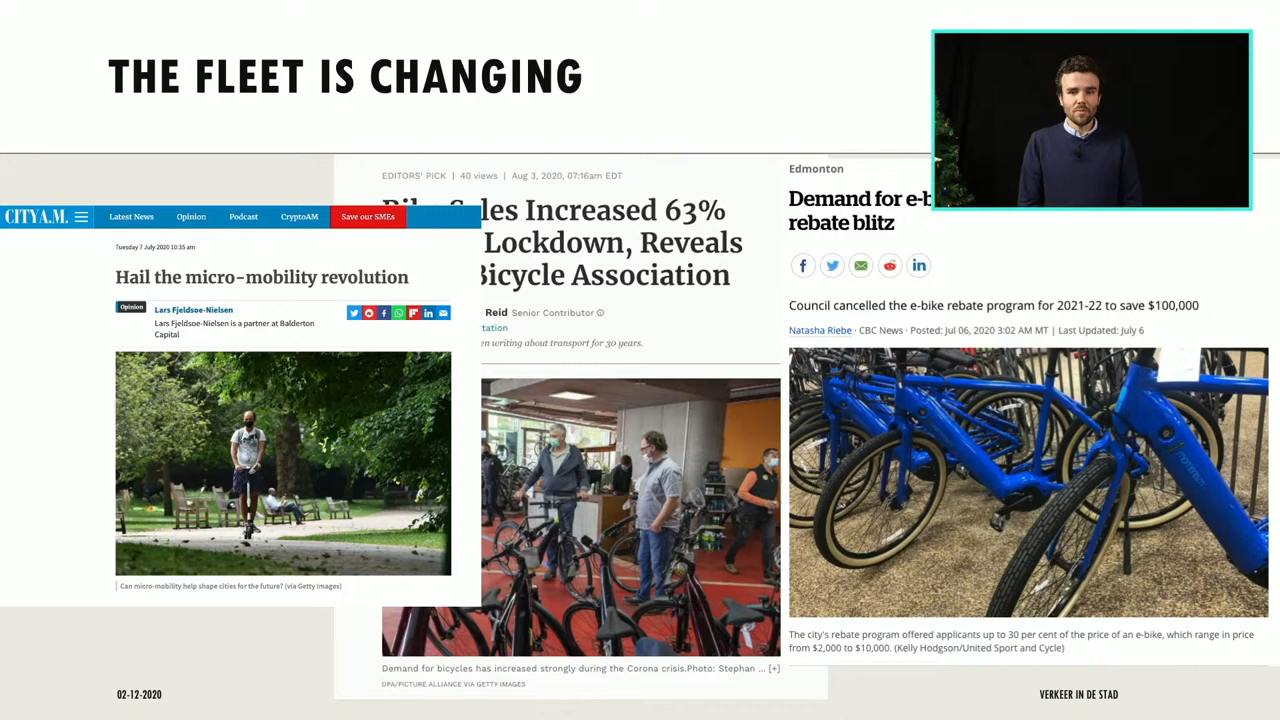 THE FLEET IS CHANGING
CITYA.M.
Latest News
Opinion
Podcast
CryptoAM
Save our SMEs
Tuesday 7 July 2020 10:35 am
Hail the micro-mobility revolution
Opinion
Lars Fjeldsoe-Nielsen
Lars Fjeldsoe-Nielsen is a partner at Balderton
Capital
Can micro-mobility help shape cities for the future? (via Getty Images)
EDITORS' PICK | 40 views | Aug 3, 2020, 07:16am EDT
Increased 63%
Lockdown, Reveals
Bicycle Association
Reid Senior Contributor
writing about transport for 30 years.
Demand for bicycles has increased strongly during the Corona crisis.Photo: Stephan ... [+]
DPA/PICTURE ALLIANCE VIA GETTY IMAGES
Edmonton
Demand for
rebate blitz
Council cancelled the e-bike rebate program for 2021-22 to save $100,000
Natasha Riebe · CBC News · Posted: Jul 06, 2020 3:02 AM MT | Last Updated: July 6
The city's rebate program offered applicants up to 30 per cent of the price of an e-bike, which range in price
from $2,000 to $10,000. (Kelly Hodgson/United Sport and Cycle)
02-12-2020
VERKEER IN DE STAD